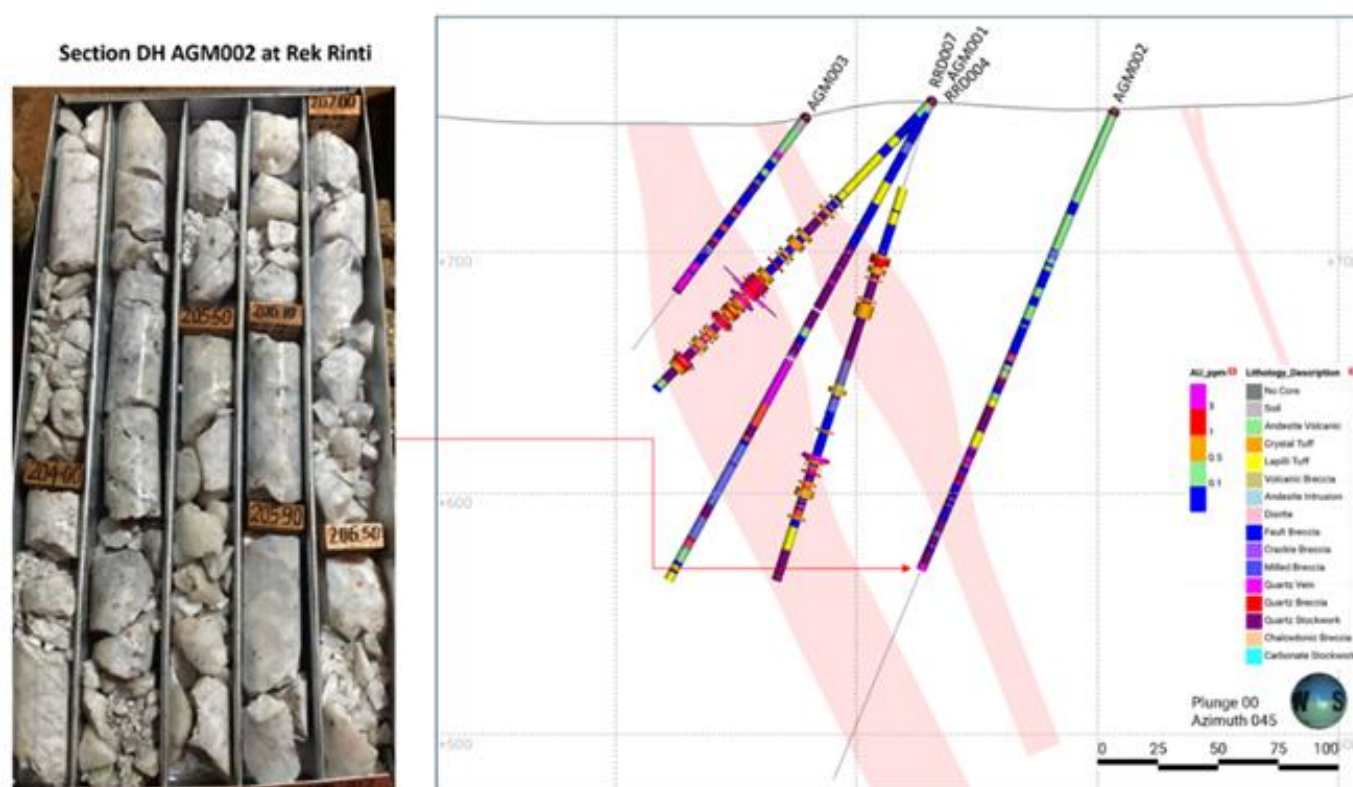 Section DH AGM002 at Rek Rinti
207.00
205-50
206.10
204-00
205-90
206.50
AGM003
RRD007
AGM001
RRD004
AGM002
+700
+70
+600
+500
AU_ppm
3
1
0.5
0.1
Lithology_Description
No Core
Soil
Andesite Volcanic
Crystal Tuff
Lapilli Tuff
Volcanic Breccia
Andesite Intrusion
Diorite
Fault Breccia
Crackle Breccia
Milled Breccia
Quartz Vein
Quartz Breccia
Quartz Stockwork
Chalcedonic Breccia
Carbonate Stockwork
Plunge 00
Azimuth 045
W S
0 25 50 75 100